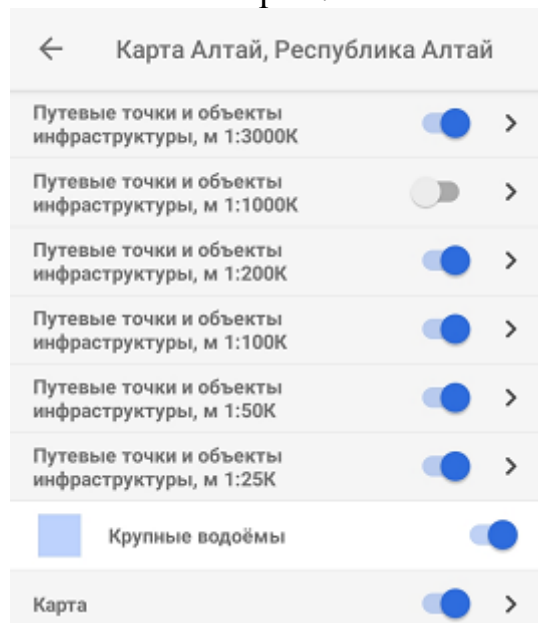 Карта Алтай, Республика Алтай
Путевые точки и объекты
инфраструктуры, м 1:3000К
Путевые точки и объекты
инфраструктуры, м 1:1000К
Путевые точки и объекты
инфраструктуры, м 1:200К
Путевые точки и объекты
инфраструктуры, м 1:100К
Путевые точки и объекты
инфраструктуры, м 1:50К
Путевые точки и объекты
инфраструктуры, м 1:25К
Крупные водоёмы
Карта